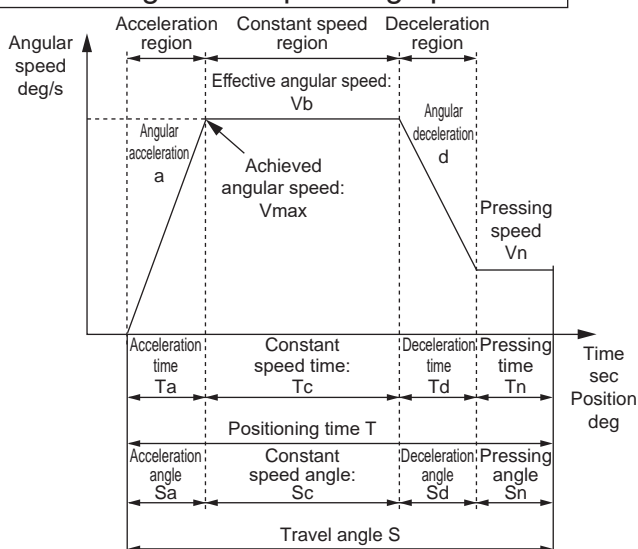 Acceleration region
Constant speed region
Deceleration region
Angular speed deg/s
Effective angular speed:
Vb
Angular acceleration
a
Achieved angular speed:
Vmax
Angular deceleration
d
Pressing speed
Vn
Acceleration time
Ta
Constant speed time:
Tc
Deceleration time
Td
Pressing time
Tn
Time sec
Position deg
Positioning time T
Acceleration angle
Sa
Constant speed angle:
Sc
Deceleration angle
Sd
Pressing angle
Sn
Travel angle S